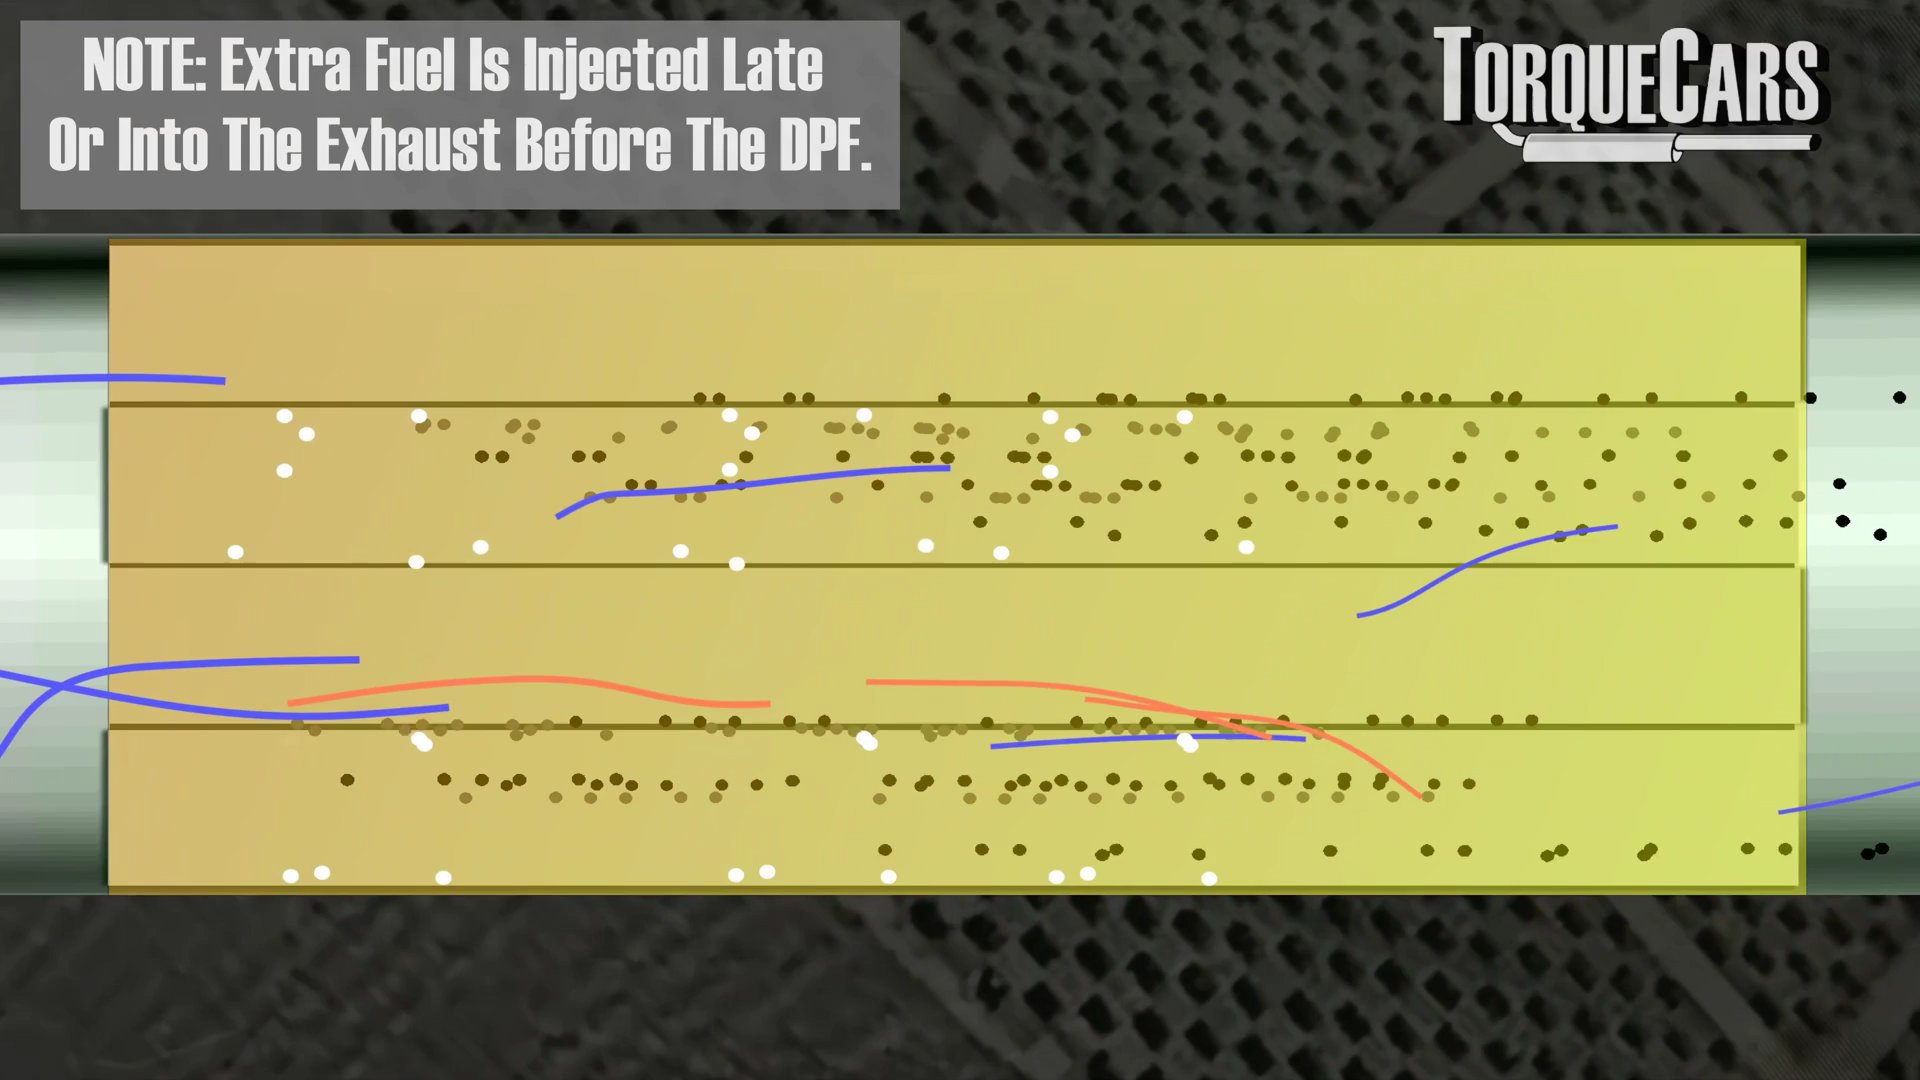 NOTE: Extra Fuel Is Injected Late
Or Into The Exhaust Before The DPF.
TORQUECARS